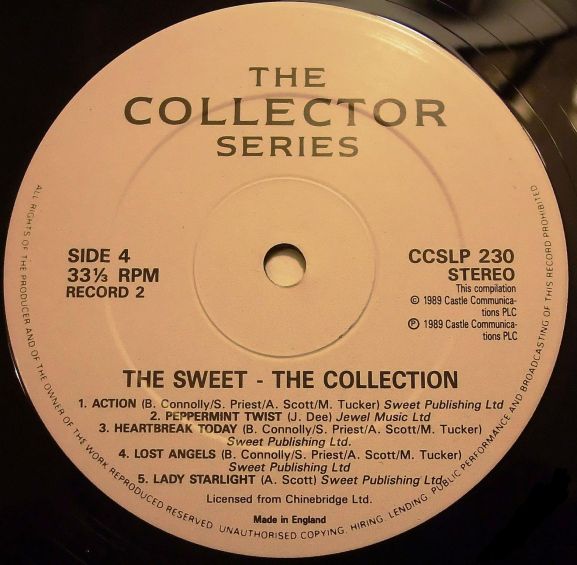 THE
COLLECTOR
SERIES
SIDE 4
33⅓ RPM
RECORD 2
CCSLP 230
STEREO
This compilation
© 1989 Castle Communica-
tions PLC
℗ 1989 Castle Communica-
tions PLC
THE SWEET - THE COLLECTION
1. ACTION (B. Connolly/S. Priest/A. Scott/M. Tucker) Sweet Publishing Ltd
2. PEPPERMINT TWIST (J. Dee) Jewel Music Ltd
3. HEARTBREAK TODAY (B. Connolly/S. Priest/A. Scott/M. Tucker)
Sweet Publishing Ltd.
4. LOST ANGELS (B. Connolly/S. Priest/A. Scott/M. Tucker)
Sweet Publishing Ltd
5. LADY STARLIGHT (A. Scott) Sweet Publishing Ltd
Licensed from Chinebridge Ltd.
Made in England
ALL RIGHTS OF THE PRODUCER AND OF THE OWNER OF THE WORK REPRODUCED RESERVED. UNAUTHORISED COPYING, HIRING, LENDING, PUBLIC PERFORMANCE AND BROADCASTING OF THIS RECORD PROHIBITED